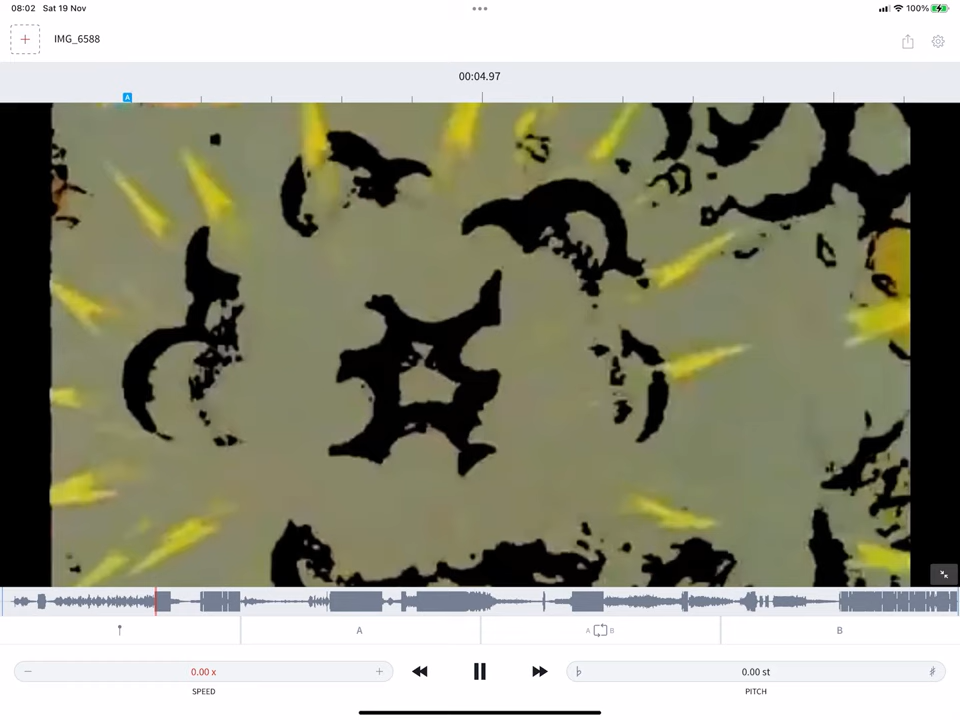 08:02 Sat 19 Nov
100%
IMG_6588
00:04.97
A
A
A B
B
0.00 x
SPEED
0.00 st
PITCH